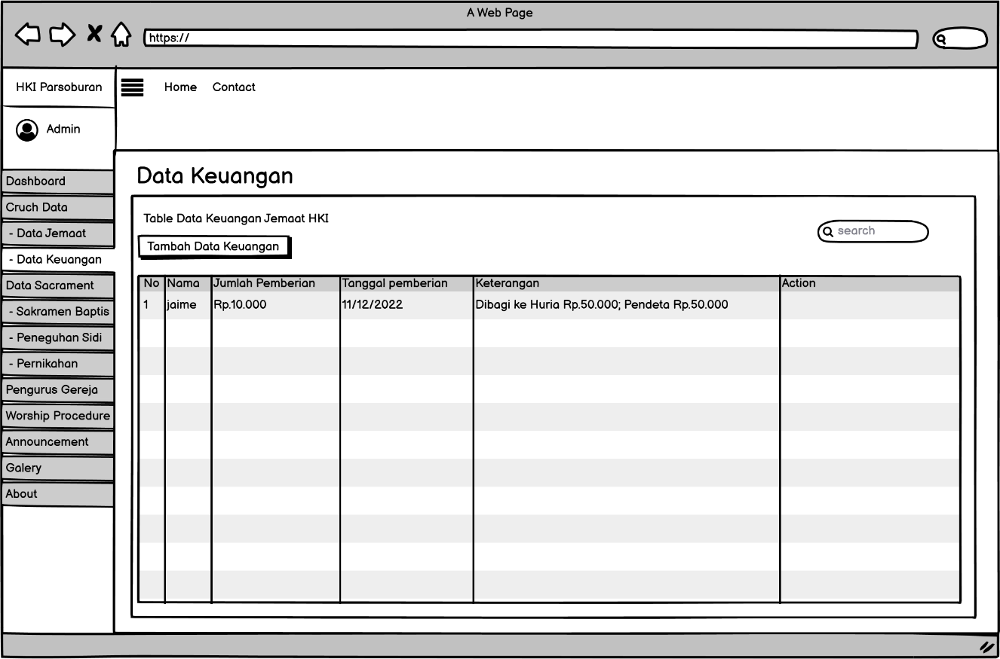 A Web Page
https://
HKI Parsoburan
Home Contact
Admin
Dashboard
Cruch Data
- Data Jemaat
- Data Keuangan
Data Sacrament
- Sakramen Baptis
- Peneguhan Sidi
- Pernikahan
Pengurus Gereja
Worship Procedure
Announcement
Galery
About
Data Keuangan
Table Data Keuangan Jemaat HKI
search
Tambah Data Keuangan
No Nama Jumlah Pemberian Tanggal pemberian Keterangan Action
1 jaime Rp.10.000 11/12/2022 Dibagi ke Huria Rp.50.000; Pendeta Rp.50.000